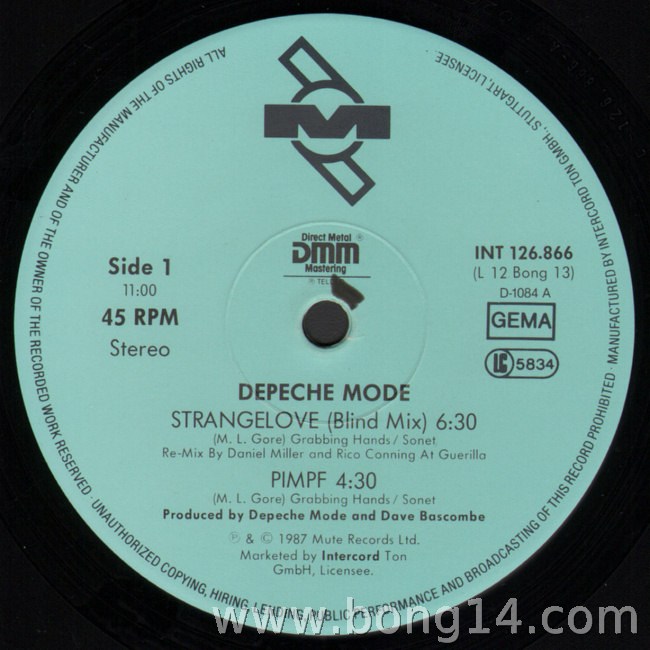 ALL RIGHTS OF THE MANUFACTURER AND OF THE OWNER OF THE RECORDED WORK RESERVED · UNAUTHORIZED COPYING, HIRING, LENDING, PUBLIC PERFORMANCE AND BROADCASTING OF THIS RECORD PROHIBITED · MANUFACTURED BY INTERCORD TON GMBH., STUTTGART, LICENSEE.
M
Direct Metal
DMM
Mastering
Side 1
11:00
45 RPM
Stereo
INT 126.866
(L 12 Bong 13)
D-1084 A
GEMA
LC 5834
DEPECHE MODE
STRANGELOVE (Blind Mix) 6:30
(M. L. Gore) Grabbing Hands / Sonet
Re-Mix By Daniel Miller and Rico Conning At Guerilla
PIMPF 4:30
(M. L. Gore) Grabbing Hands / Sonet
Produced by Depeche Mode and Dave Bascombe
℗ & © 1987 Mute Records Ltd.
Marketed by Intercord Ton
GmbH, Licensee.
www.bong14.com